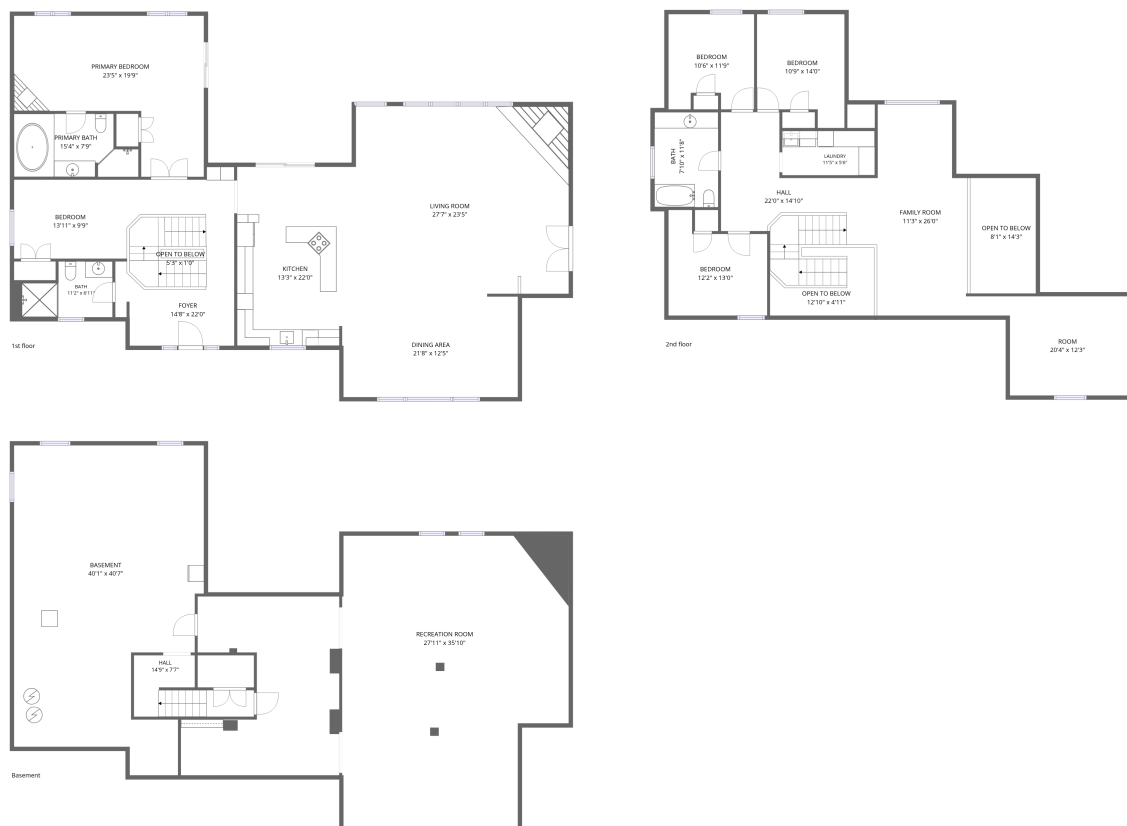 PRIMARY BEDROOM
23'5" x 19'9"
PRIMARY BATH
15'4" x 7'9"
BEDROOM
13'11" x 9'9"
OPEN TO BELOW
5'3" x 1'0"
BATH
11'2" x 8'11"
FOYER
14'8" x 22'0"
KITCHEN
13'3" x 22'0"
LIVING ROOM
27'7" x 23'5"
DINING AREA
21'8" x 12'5"
1st floor
BEDROOM
10'6" x 11'9"
BEDROOM
10'9" x 14'0"
BATH
7'10" x 11'8"
LAUNDRY
11'5" x 5'8"
HALL
22'0" x 14'10"
FAMILY ROOM
11'3" x 26'0"
OPEN TO BELOW
8'1" x 14'3"
BEDROOM
12'2" x 13'0"
OPEN TO BELOW
12'10" x 4'11"
ROOM
20'4" x 12'3"
2nd floor
BASEMENT
40'1" x 40'7"
HALL
14'9" x 7'7"
RECREATION ROOM
27'11" x 35'10"
Basement